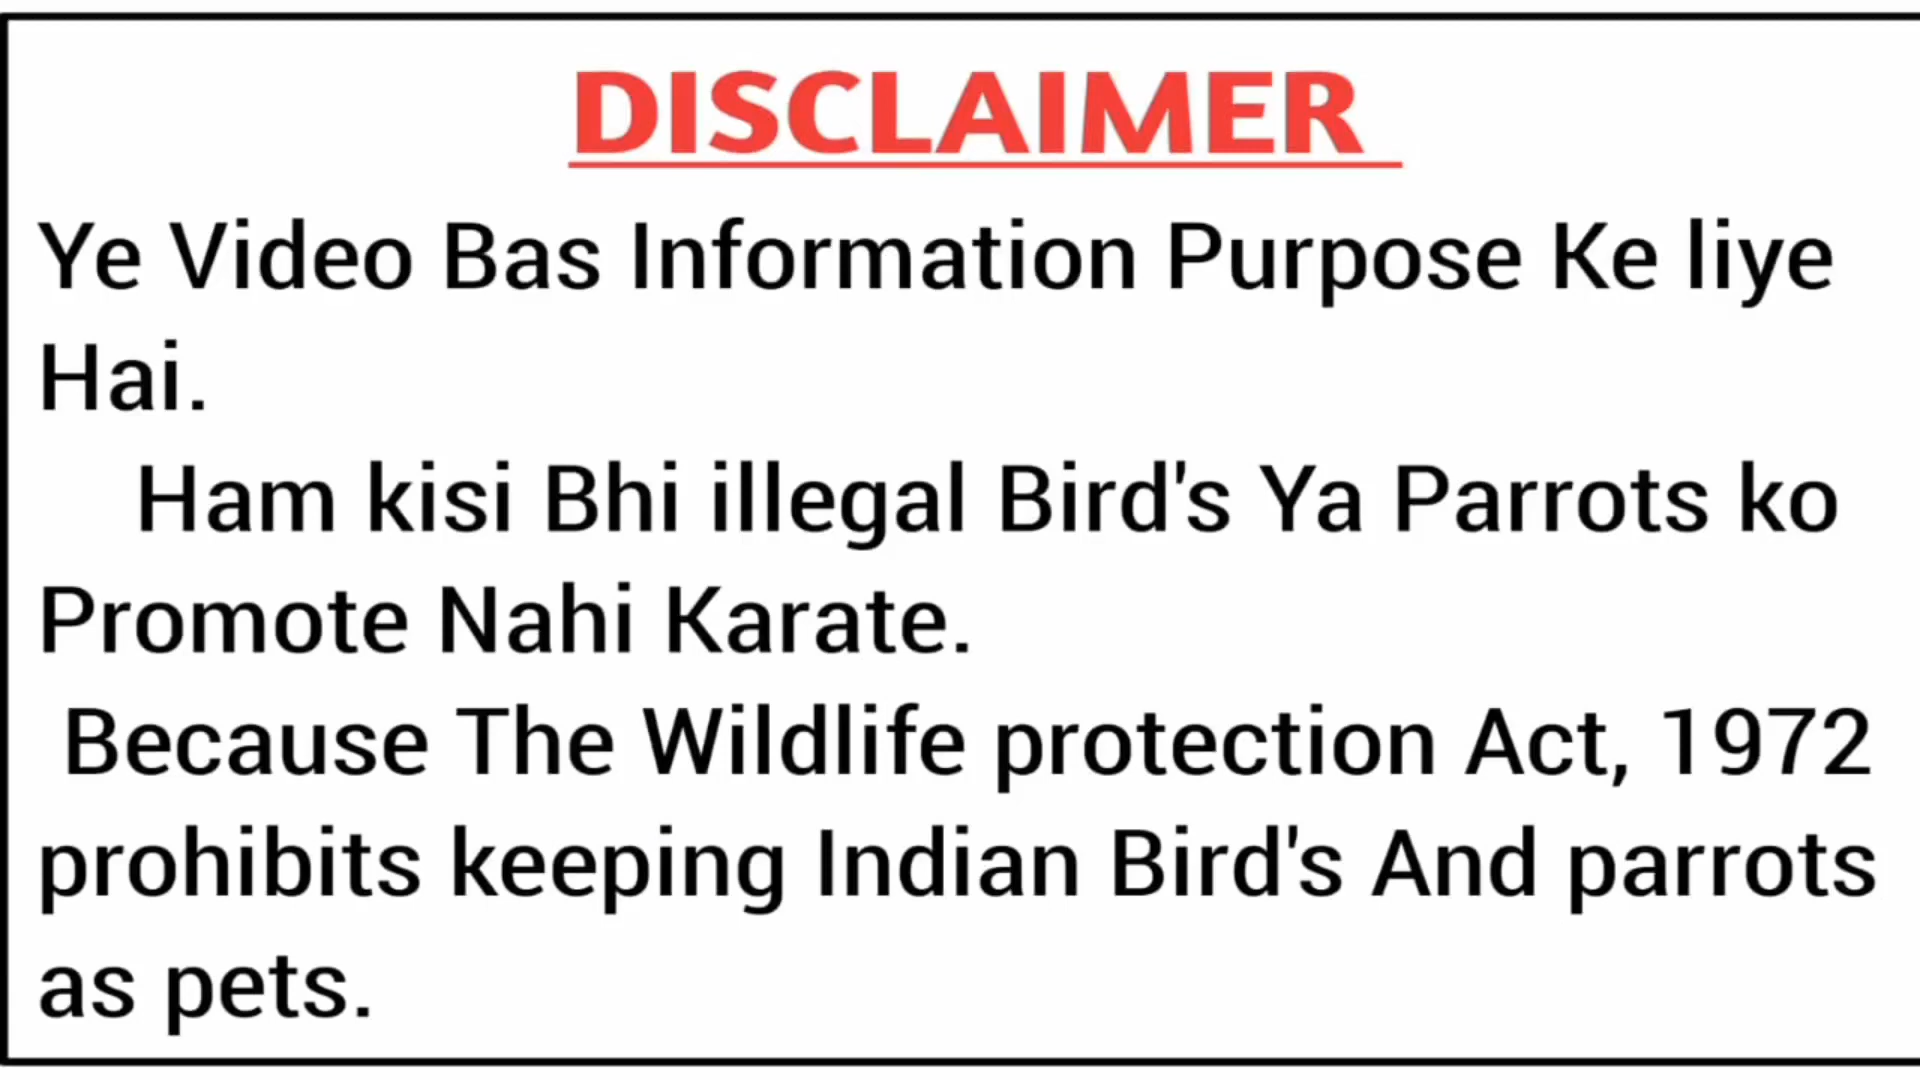 DISCLAIMER
Ye Video Bas Information Purpose Ke liye
Hai.
Ham kisi Bhi illegal Bird's Ya Parrots ko
Promote Nahi Karate.
Because The Wildlife protection Act, 1972
prohibits keeping Indian Bird's And parrots
as pets.